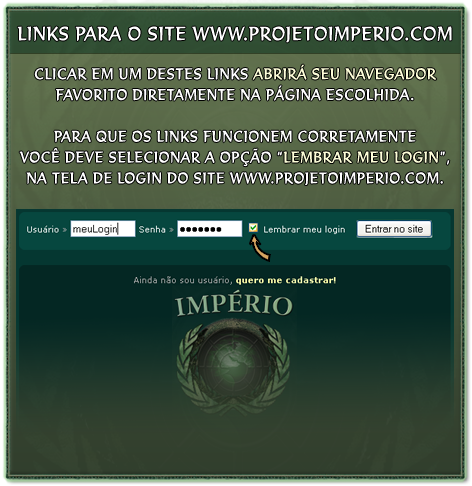 LINKS PARA O SITE WWW.PROJETOIMPERIO.COM
CLICAR EM UM DESTES LINKS ABRIRÁ SEU NAVEGADOR
FAVORITO DIRETAMENTE NA PÁGINA ESCOLHIDA.
PARA QUE OS LINKS FUNCIONEM CORRETAMENTE
VOCÊ DEVE SELECIONAR A OPÇÃO "LEMBRAR MEU LOGIN",
NA TELA DE LOGIN DO SITE WWW.PROJETOIMPERIO.COM.
Usuário » meuLogin Senha » ●●●●●●● Lembrar meu login Entrar no site
Ainda não sou usuário, quero me cadastrar!
IMPÉRIO